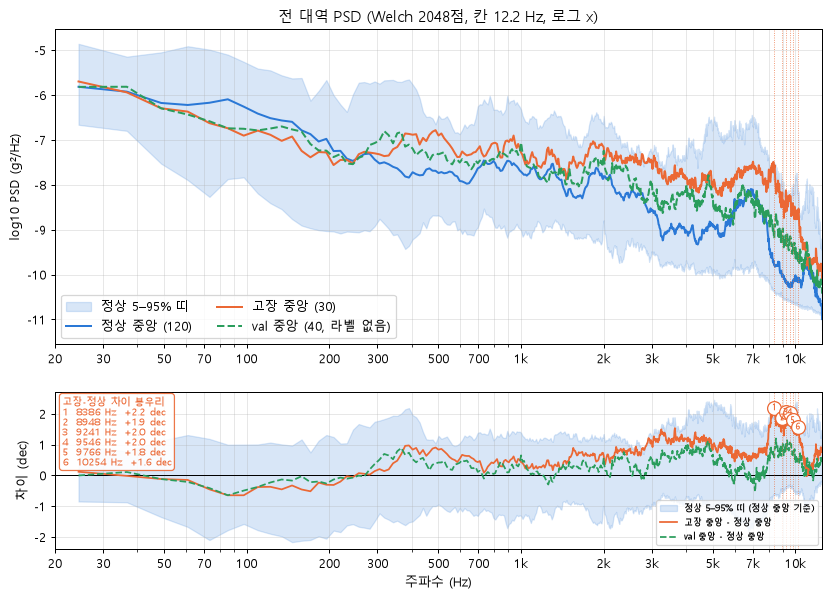 전 대역 PSD (Welch 2048점, 칸 12.2 Hz, 로그 x)
log10 PSD (g²/Hz)
-5
-6
-7
-8
-9
-10
-11
정상 5–95% 띠
정상 중앙 (120)
고장 중앙 (30)
val 중앙 (40, 라벨 없음)
20 30 50 70 100 200 300 500 700 1k 2k 3k 5k 7k 10k
차이 (dec)
2
1
0
-1
-2
고장-정상 차이 봉우리
1 8386 Hz +2.2 dec
2 8948 Hz +1.9 dec
3 9241 Hz +2.0 dec
4 9546 Hz +2.0 dec
5 9766 Hz +1.8 dec
6 10254 Hz +1.6 dec
1
6
정상 5–95% 띠 (정상 중앙 기준)
고장 중앙 - 정상 중앙
val 중앙 - 정상 중앙
20 30 50 70 100 200 300 500 700 1k 2k 3k 5k 7k 10k
주파수 (Hz)